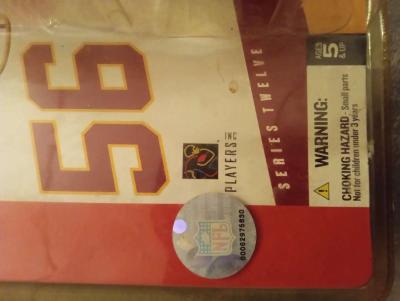 56
PLAYERS INC
SERIES TWELVE
AGES
5
& UP
WARNING:
CHOKING HAZARD - Small parts
Not for children under 3 years
NFL
00062975830